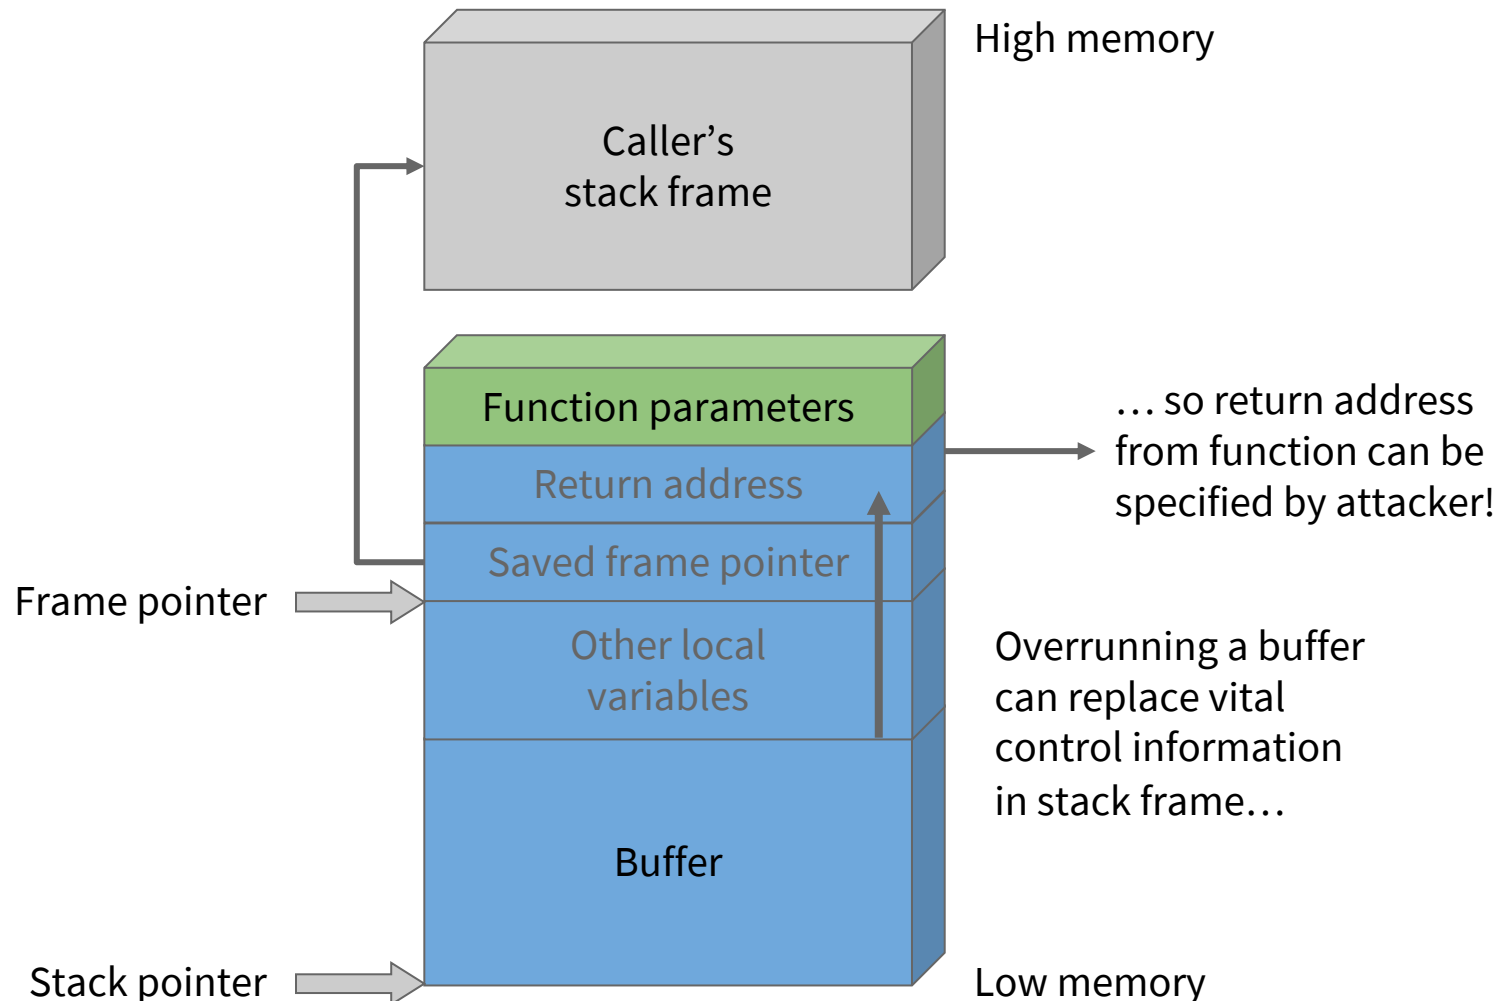 High memory
Caller’s
stack frame
Function parameters
Return address
Saved frame pointer
Frame pointer
Other local
variables
Buffer
Stack pointer
… so return address
from function can be
specified by attacker!
Overrunning a buffer
can replace vital
control information
in stack frame…
Low memory